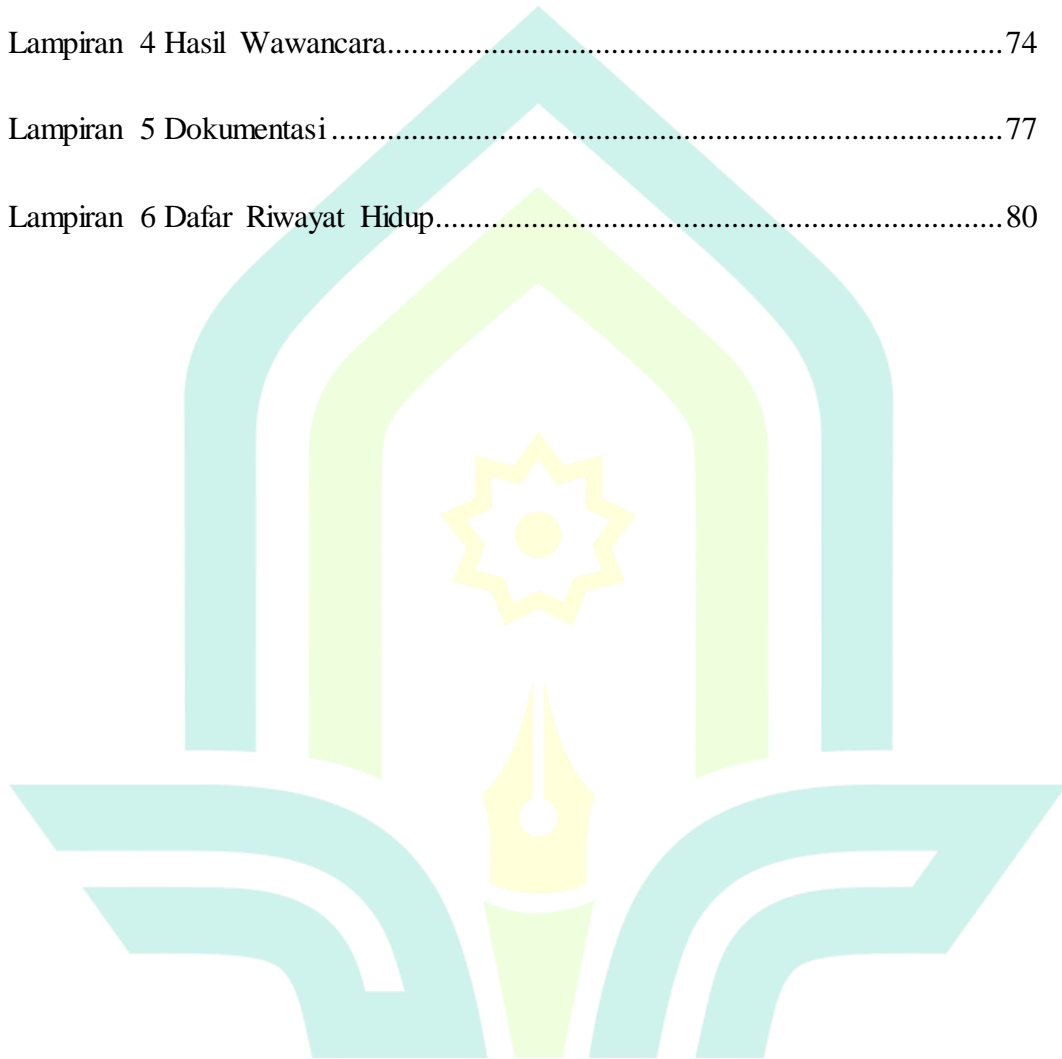 Lampiran 4 Hasil Wawancara............................................................................74
Lampiran 5 Dokumentasi...................................................................................77
Lampiran 6 Dafar Riwayat Hidup......................................................................80